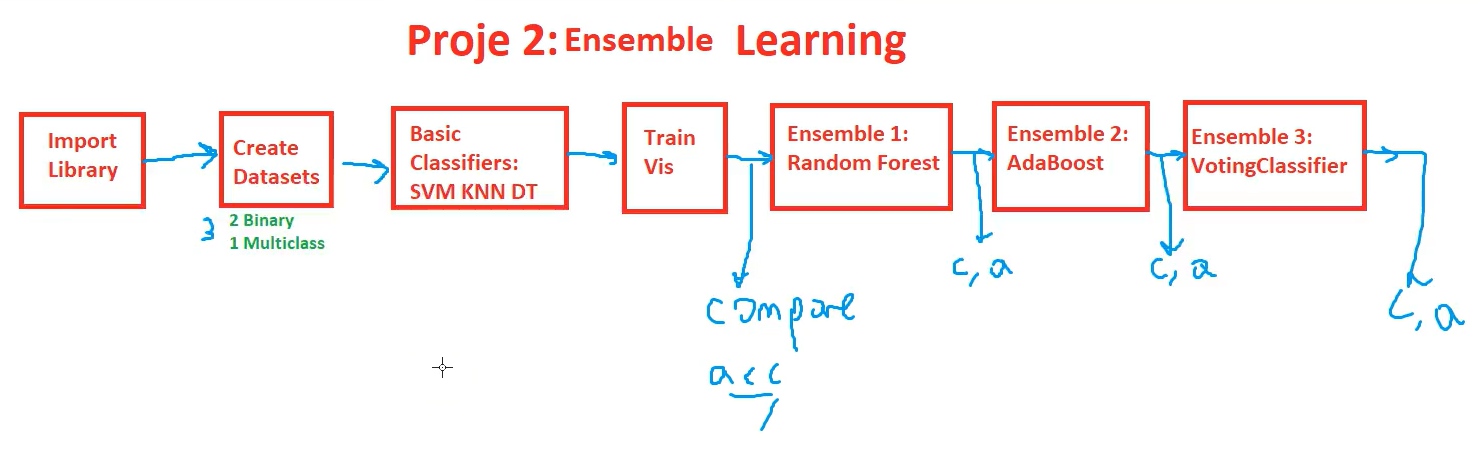 Proje 2: Ensemble Learning
Import
Library
Create
Datasets
3
2 Binary
1 Multiclass
Basic
Classifiers:
SVM KNN DT
Train
Vis
compare
acc
Ensemble 1:
Random Forest
c, a
Ensemble 2:
AdaBoost
c, a
Ensemble 3:
VotingClassifier
c, a